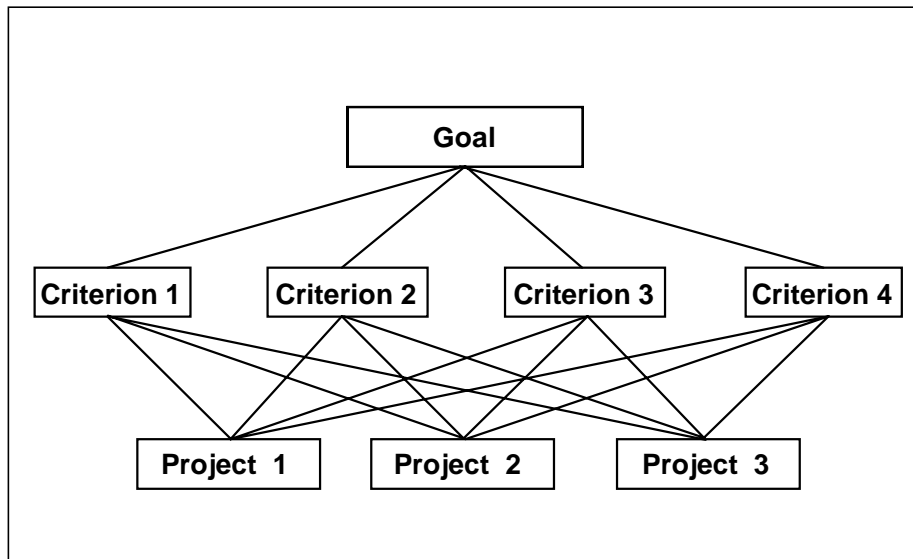 Goal
Criterion 1
Criterion 2
Criterion 3
Criterion 4
Project 1
Project 2
Project 3